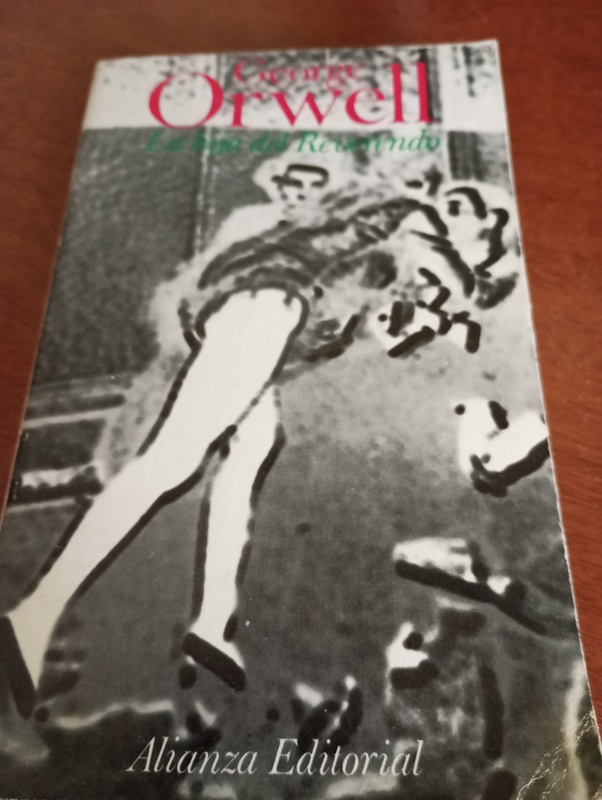 George
Orwell
La hija del Reverendo
Alianza Editorial